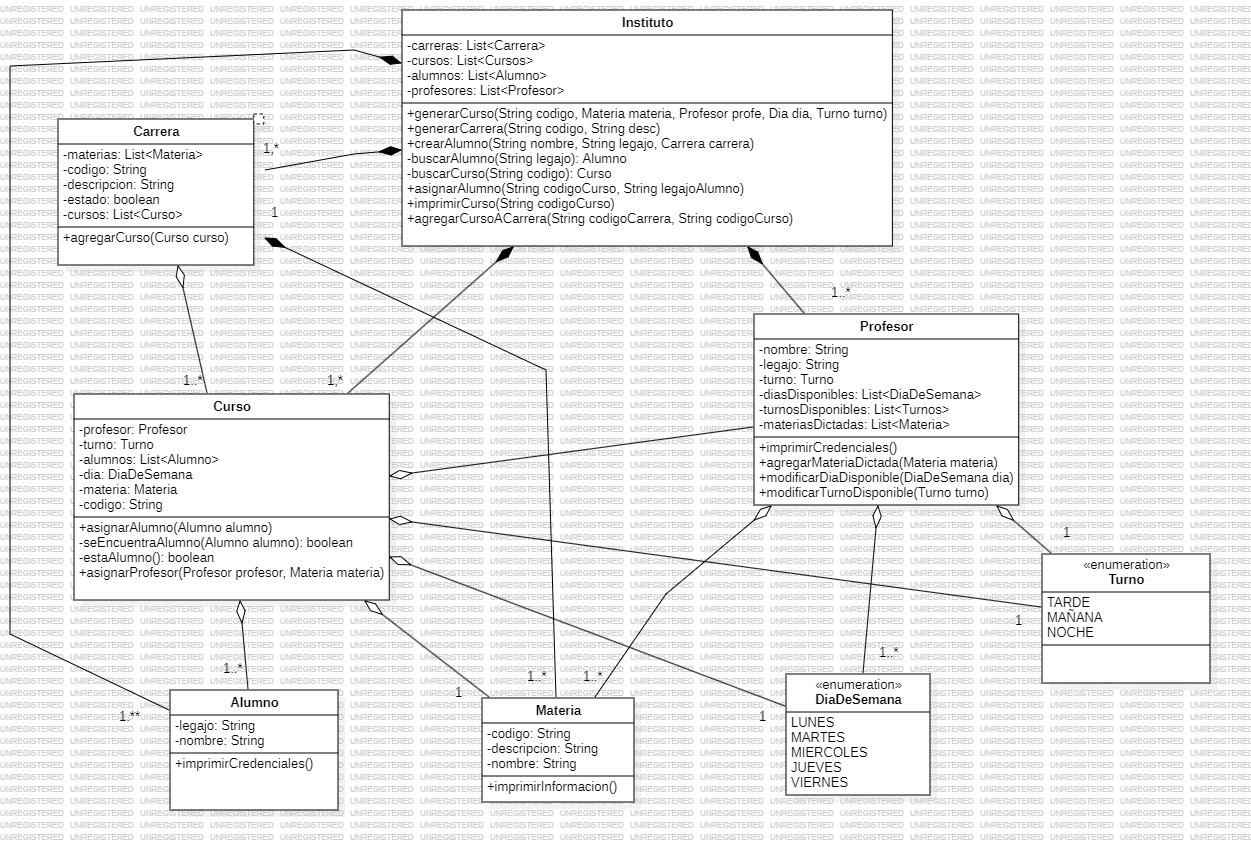 Instituto
-carreras: List<Carrera>
-cursos: List<Cursos>
-alumnos: List<Alumno>
-profesores: List<Profesor>
+generarCurso(String codigo, Materia materia, Profesor profe, Dia dia, Turno turno)
+generarCarrera(String codigo, String desc)
+crearAlumno(String nombre, String legajo, Carrera carrera)
-buscarAlumno(String legajo): Alumno
-buscarCurso(String codigo): Curso
+asignarAlumno(String codigoCurso, String legajoAlumno)
+imprimirCurso(String codigoCurso)
+agregarCursoACarrera(String codigoCarrera, String codigoCurso)
Carrera
-materias: List<Materia>
-codigo: String
-descripcion: String
-estado: boolean
-cursos: List<Curso>
+agregarCurso(Curso curso)
1,*
1
1..*
1,*
1..*
Profesor
-nombre: String
-legajo: String
-turno: Turno
-diasDisponibles: List<DiaDeSemana>
-turnosDisponibles: List<Turnos>
-materiasDictadas: List<Materia>
+imprimirCredenciales()
+agregarMateriaDictada(Materia materia)
+modificarDiaDisponible(DiaDeSemana dia)
+modificarTurnoDisponible(Turno turno)
Curso
-profesor: Profesor
-turno: Turno
-alumnos: List<Alumno>
-dia: DiaDeSemana
-materia: Materia
-codigo: String
+asignarAlumno(Alumno alumno)
-seEncuentraAlumno(Alumno alumno): boolean
-estaAlumno(): boolean
+asignarProfesor(Profesor profesor, Materia materia)
1
«enumeration»
Turno
TARDE
MAÑANA
NOCHE
1
1..*
1..*
1..*
1..*
1
1.**
1
Alumno
-legajo: String
-nombre: String
+imprimirCredenciales()
Materia
-codigo: String
-descripcion: String
-nombre: String
+imprimirInformacion()
«enumeration»
DiaDeSemana
LUNES
MARTES
MIERCOLES
JUEVES
VIERNES
UNREGISTERED